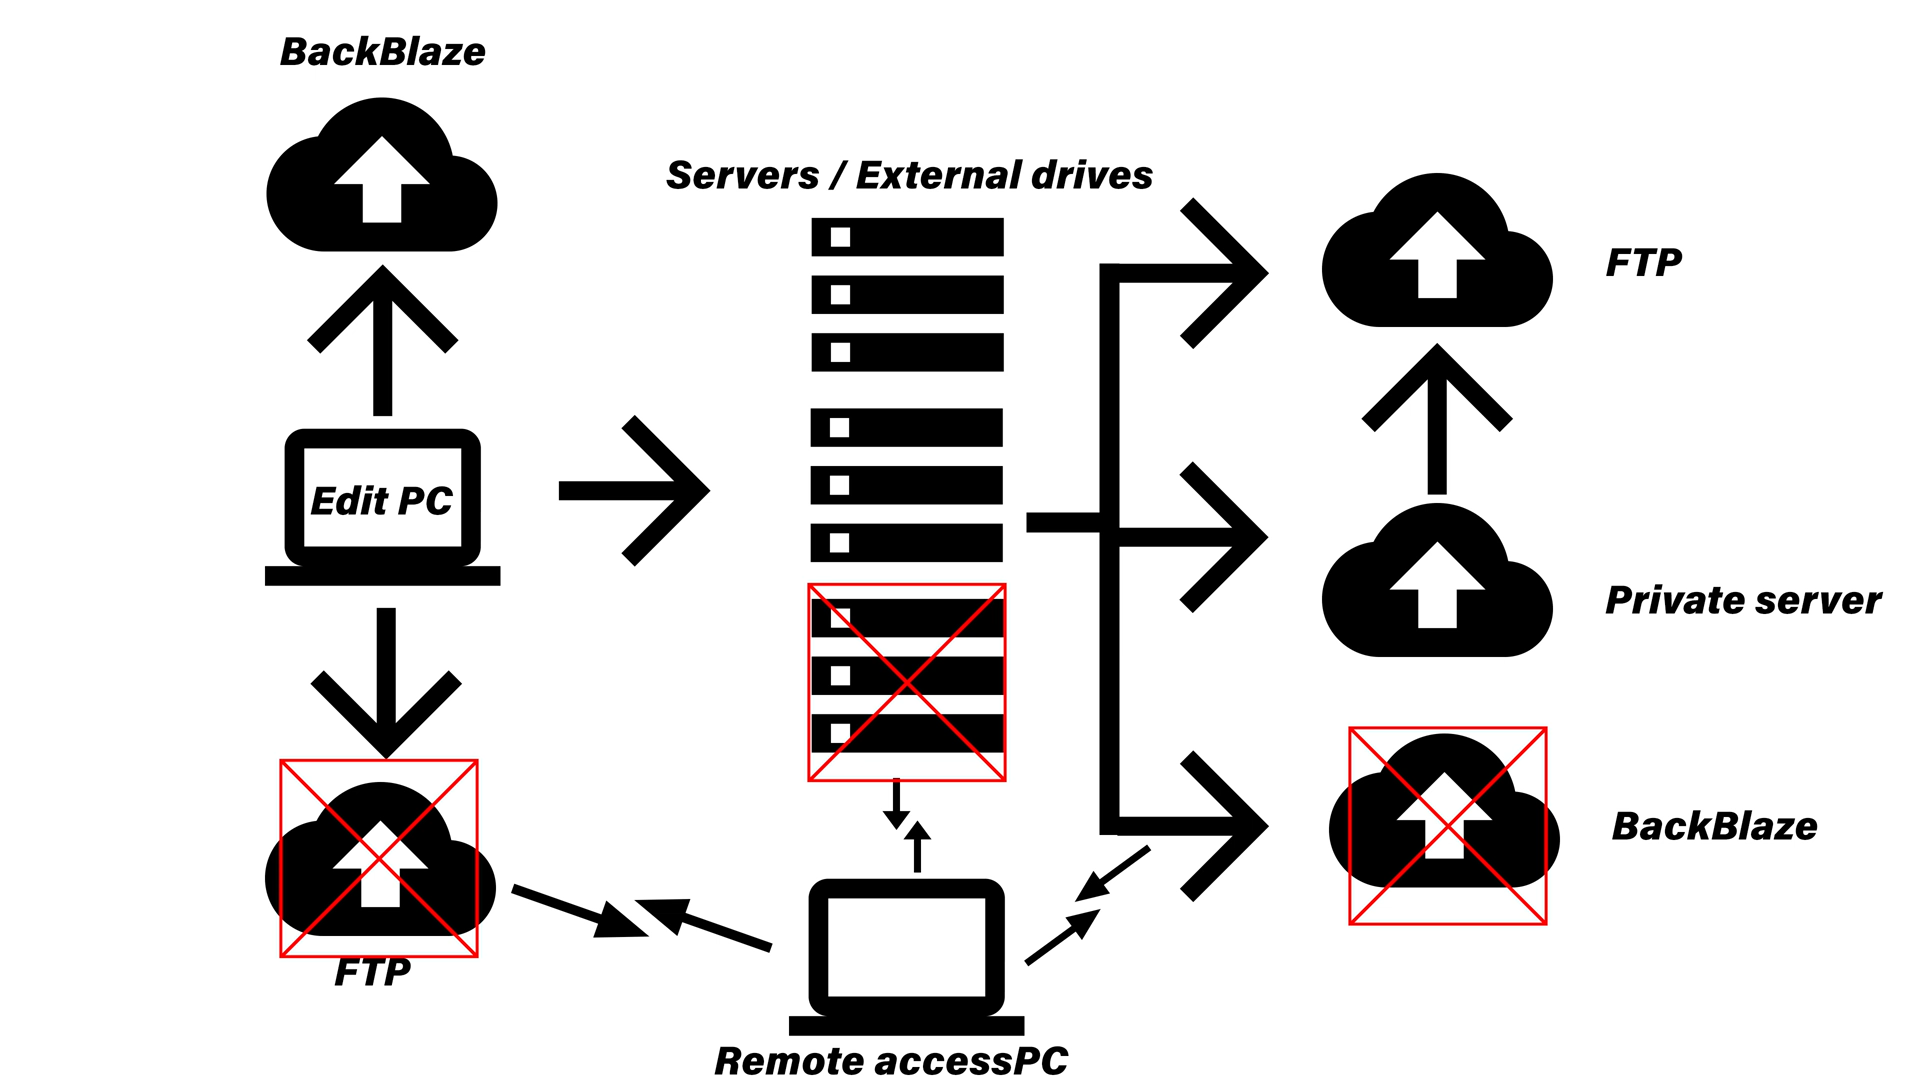 BackBlaze
Servers / External drives
FTP
Edit PC
Private server
BackBlaze
FTP
Remote accessPC